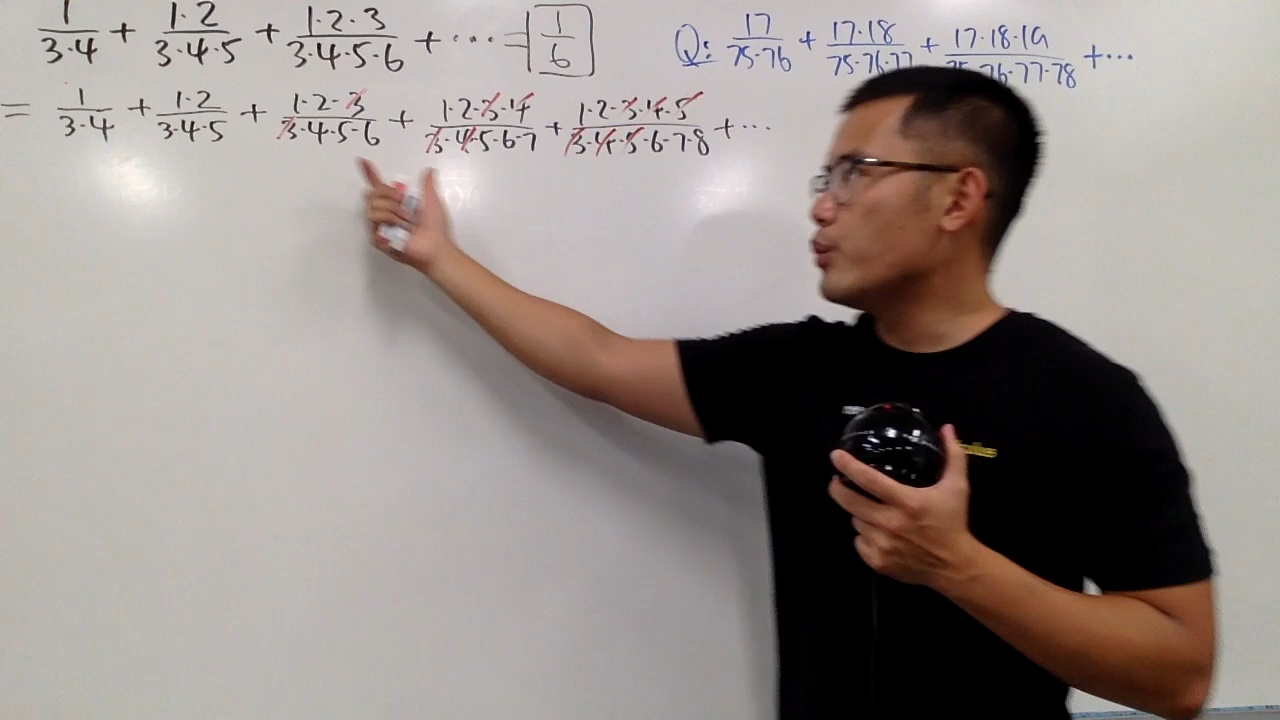 1/(3·4) + (1·2)/(3·4·5) + (1·2·3)/(3·4·5·6) + ··· = 1/6
Q: 17/(75·76) + (17·18)/(75·76·77) + (17·18·19)/(75·76·77·78) + ···
= 1/(3·4) + (1·2)/(3·4·5) + (1·2·3)/(3·4·5·6) + (1·2·3·4)/(3·4·5·6·7) + (1·2·3·4·5)/(3·4·5·6·7·8) + ···